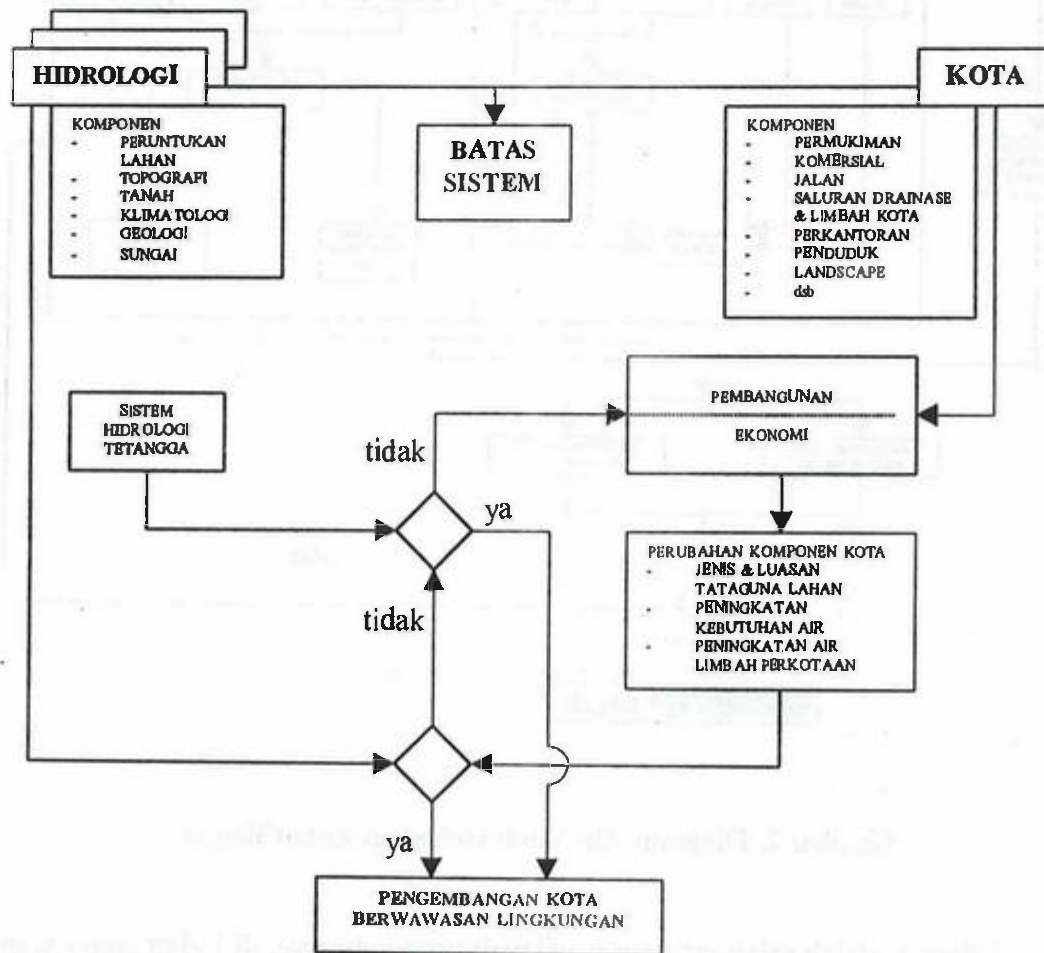 HIDROLOGI
KOTA
KOMPONEN
- PERUNTUKAN
LAHAN
- TOPOGRAFI
- TANAH
- KLIMATOLOGI
- GEOLOGI
- SUNGAI
BATAS
SISTEM
KOMPONEN
- PERMUKIMAN
- KOMERSIAL
- JALAN
- SALURAN DRAINASE
& LIMBAH KOTA
- PERKANTORAN
- PENDUDUK
- LANDSCAPE
- dsb
SISTEM
HIDROLOGI
TETANGGA
PEMBANGUNAN
EKONOMI
tidak
ya
PERUBAHAN KOMPONEN KOTA
- JENIS & LUASAN
TATAGUNA LAHAN
- PENINGKATAN
KEBUTUHAN AIR
- PENINGKATAN AIR
LIMBAH PERKOTAAN
tidak
ya
PENGEMBANGAN KOTA
BERWAWASAN LINGKUNGAN